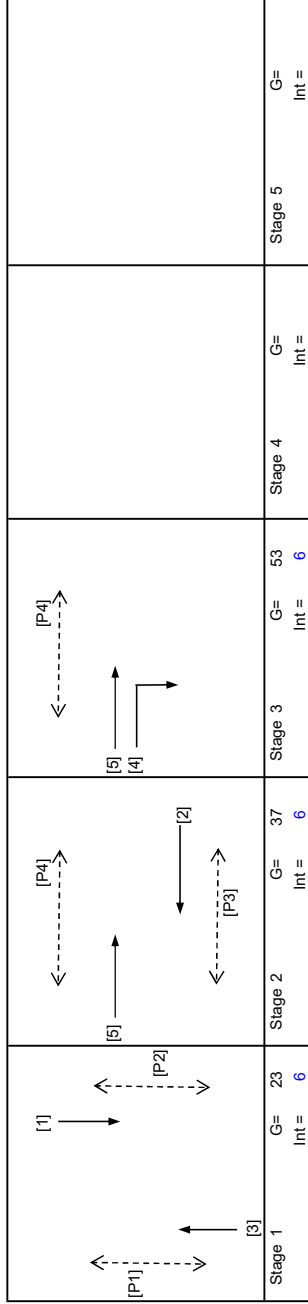 [1]
[P1]
[P2]
[3]
Stage 1 G= 23
Int = 6
[P4]
[5]
[2]
[P3]
Stage 2 G= 37
Int = 6
[P4]
[5]
[4]
Stage 3 G= 53
Int = 6
Stage 4 G=
Int =
Stage 5 G=
Int =